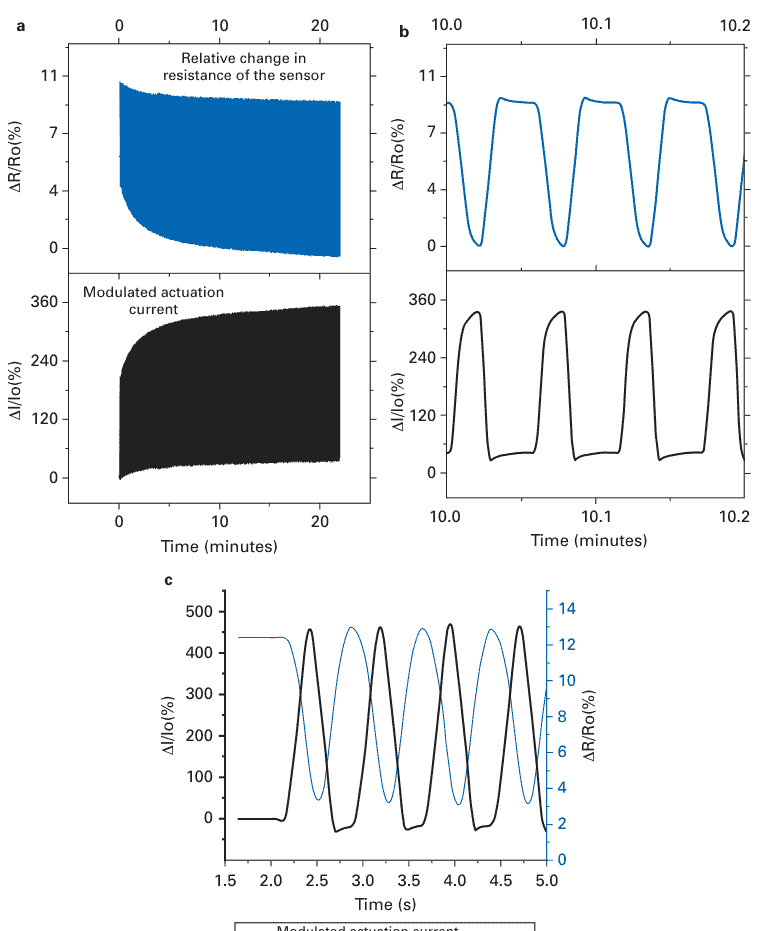 a
0 10 20
Relative change in
resistance of the sensor
11
7
4
0
ΔR/Ro(%)
Modulated actuation
current
360
240
120
0
ΔI/Io(%)
0 10 20
Time (minutes)
b
10.0 10.1 10.2
11
7
4
0
ΔR/Ro(%)
360
240
120
0
ΔI/Io(%)
10.0 10.1 10.2
Time (minutes)
c
500
400
300
200
100
0
ΔI/Io(%)
14
12
10
8
6
4
2
0
ΔR/Ro(%)
1.5 2.0 2.5 3.0 3.5 4.0 4.5 5.0
Time (s)
Modulated actuation current